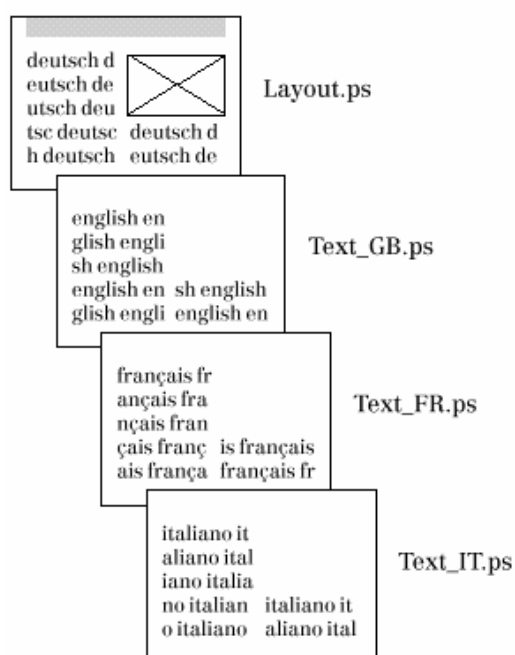 deutsch d
eutsch de
utsch deu
tsc deutsc
h deutsch
deutsch d
eutsch de
Layout.ps
english en
glish engli
sh english
english en
glish engli
sh english
english en
Text_GB.ps
français fr
ançais fra
nçais fran
çais franç
ais frança
is français
français fr
Text_FR.ps
italiano it
aliano ital
iano italia
no italian
o italiano
italiano it
aliano ital
Text_IT.ps